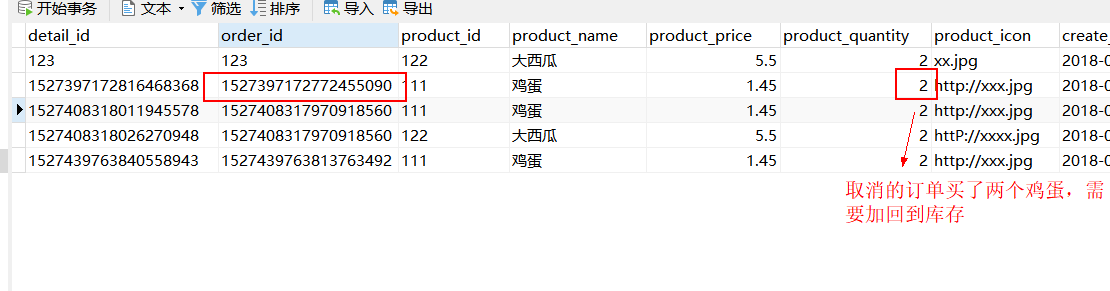 开始事务 文本 筛选 排序 导入 导出
detail_id order_id product_id product_name product_price product_quantity product_icon create_
123 123 122 大西瓜 5.5 2 xx.jpg 2018-0
1527397172816468368 1527397172772455090 111 鸡蛋 1.45 2 http://xxx.jpg 2018-0
1527408318011945578 1527408317970918560 111 鸡蛋 1.45 2 http://xxx.jpg 2018-0
1527408318026270948 1527408317970918560 122 大西瓜 5.5 2 httP://xxxx.jpg 2018-0
1527439763840558943 1527439763813763492 111 鸡蛋 1.45 2 http://xxx.jpg 2018-0
取消的订单买了两个鸡蛋，需
要加回到库存